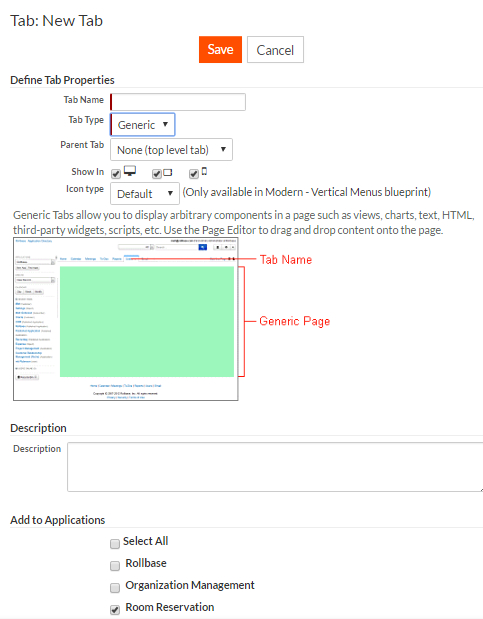 Tab: New Tab
Save Cancel
Define Tab Properties
Tab Name
Tab Type Generic
Parent Tab None (top level tab)
Show In
Icon type Default (Only available in Modern - Vertical Menus blueprint)
Generic Tabs allow you to display arbitrary components in a page such as views, charts, text, HTML,
third-party widgets, scripts, etc. Use the Page Editor to drag and drop content onto the page.
Tab Name
Generic Page
Description
Description
Add to Applications
Select All
Rollbase
Organization Management
Room Reservation